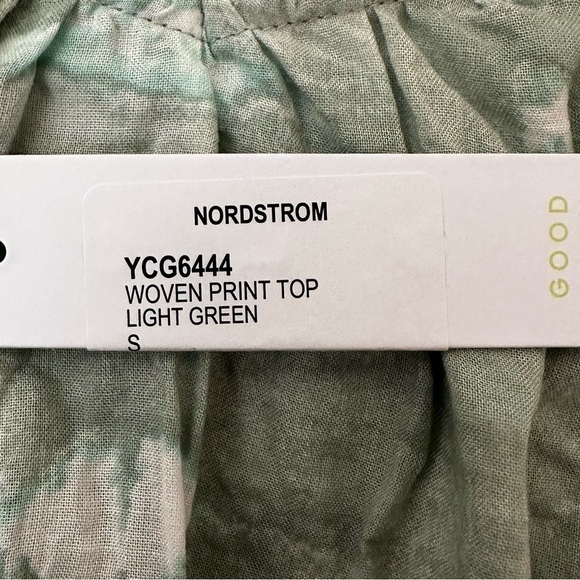 NORDSTROM
YCG6444
WOVEN PRINT TOP
LIGHT GREEN
S
GOOD